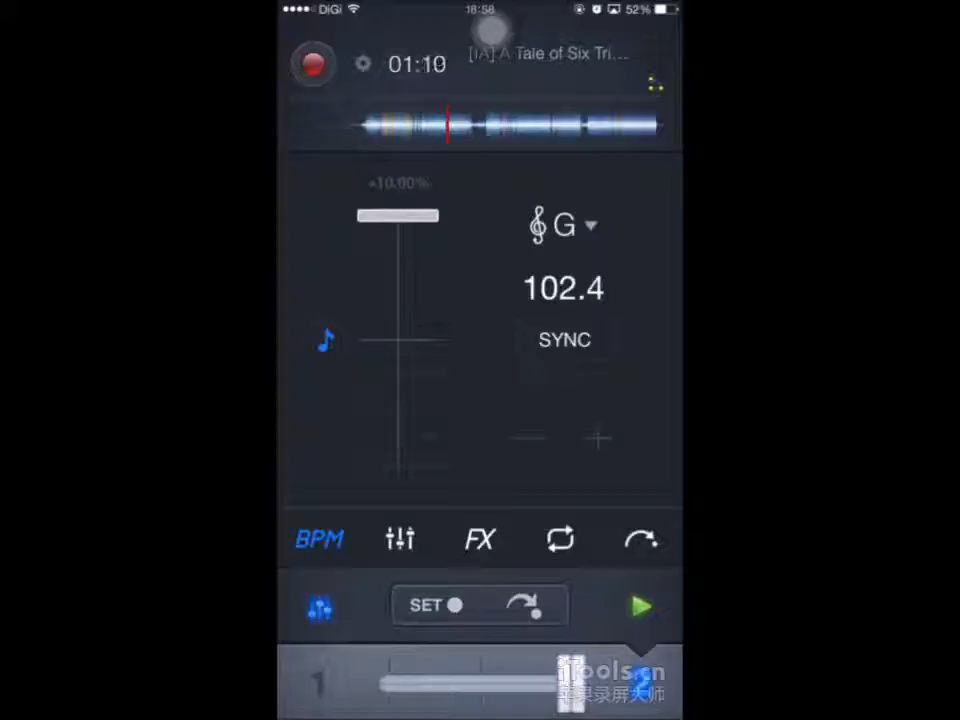 DiGi 18:58 52%
01:10 [IA] A Tale of Six Tri...
+10.00%
G
102.4
SYNC
BPM FX
SET
1 2
iTools.cn
苹果录屏大师